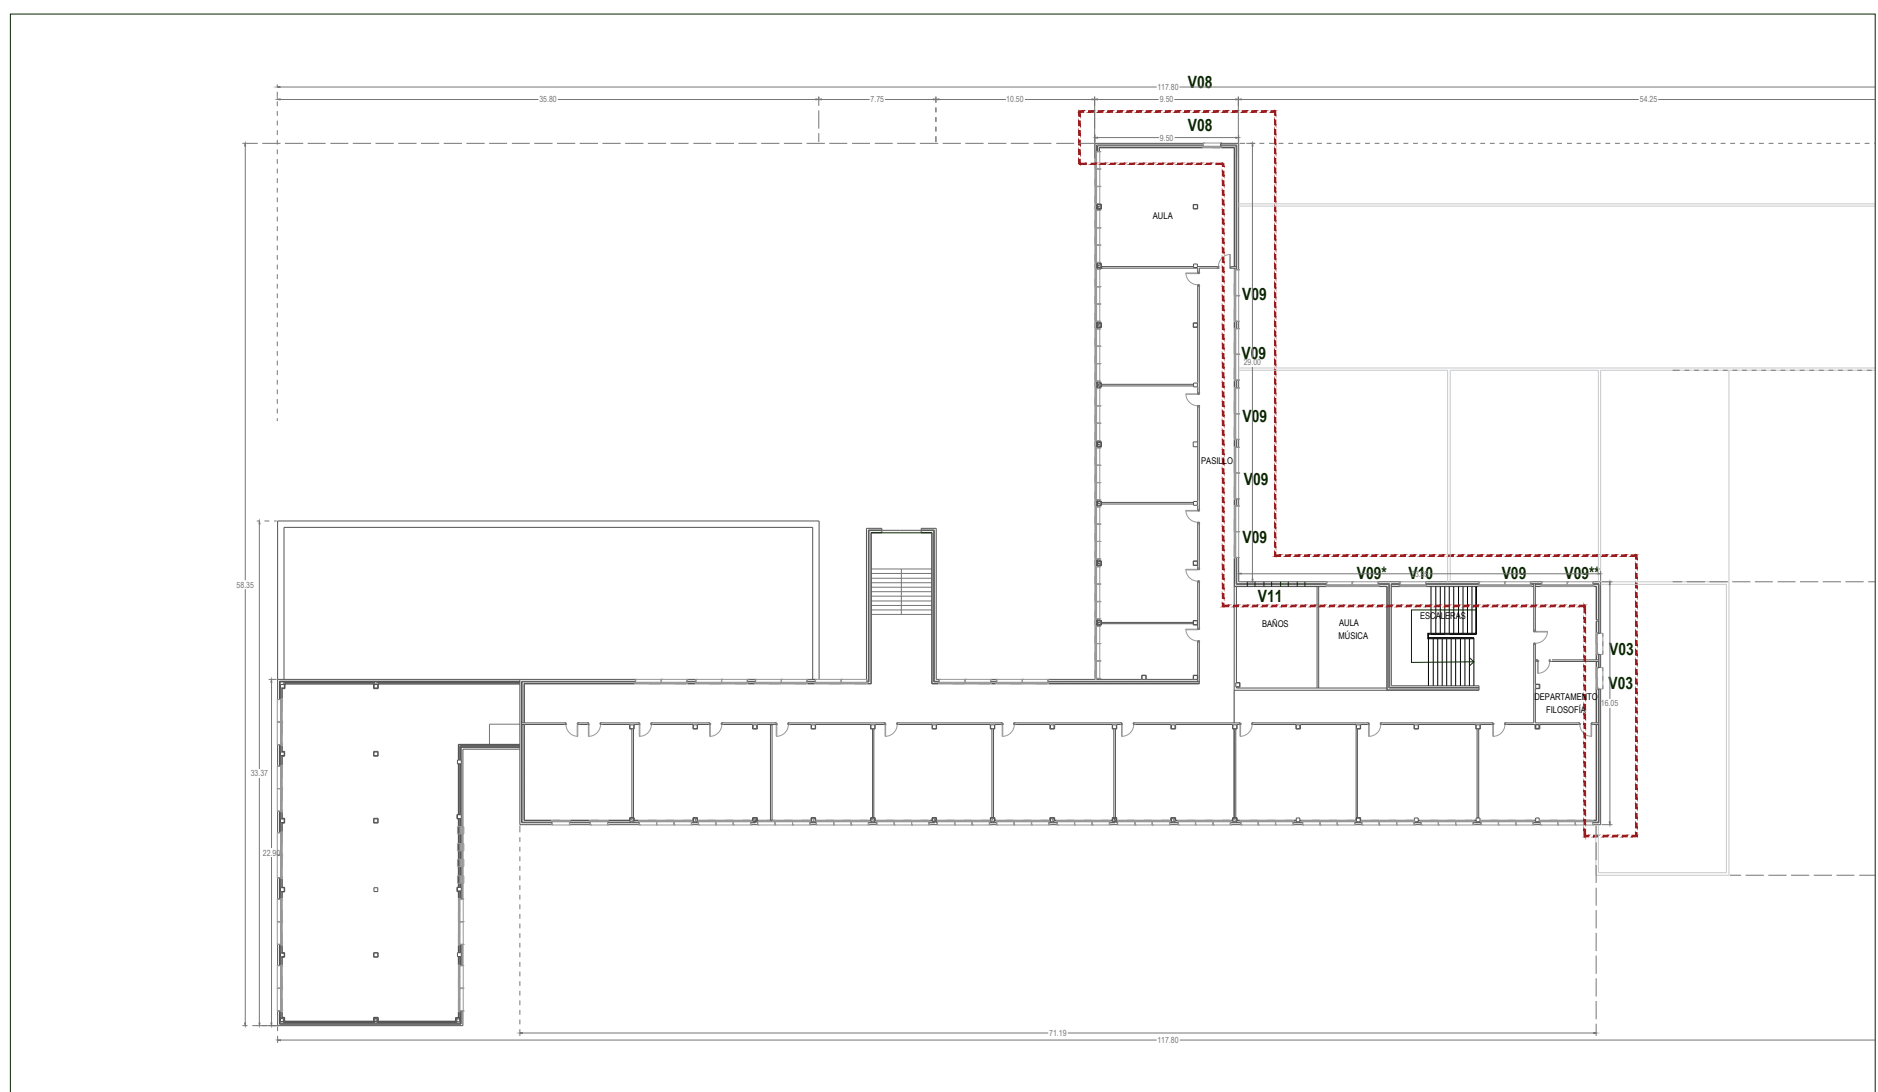 V08
117.80
35.80
7.75
10.50
9.50
54.25
V08
9.50
AULA
V09
V09
29.00
V09
PASILLO
V09
V09
V09*
V10
V09
V09**
58.35
V11
ESCALERAS
BAÑOS
AULA
MÚSICA
V03
V03
DEPARTAMENTO
FILOSOFÍA
16.05
33.37
22.90
71.19
117.80